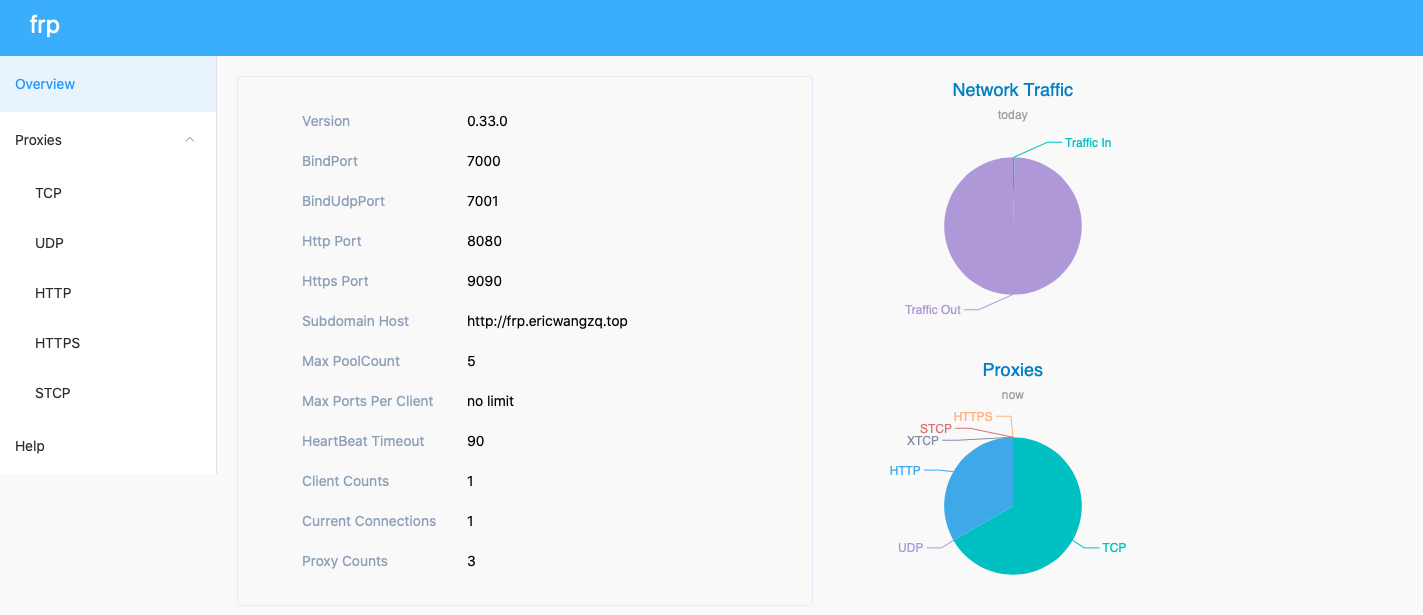 frp
Overview
Proxies
TCP
UDP
HTTP
HTTPS
STCP
Help
Version 0.33.0
BindPort 7000
BindUdpPort 7001
Http Port 8080
Https Port 9090
Subdomain Host http://frp.ericwangzq.top
Max PoolCount 5
Max Ports Per Client no limit
HeartBeat Timeout 90
Client Counts 1
Current Connections 1
Proxy Counts 3
Network Traffic
today
Traffic In
Traffic Out
Proxies
now
HTTPS
STCP
XTCP
HTTP
UDP
TCP